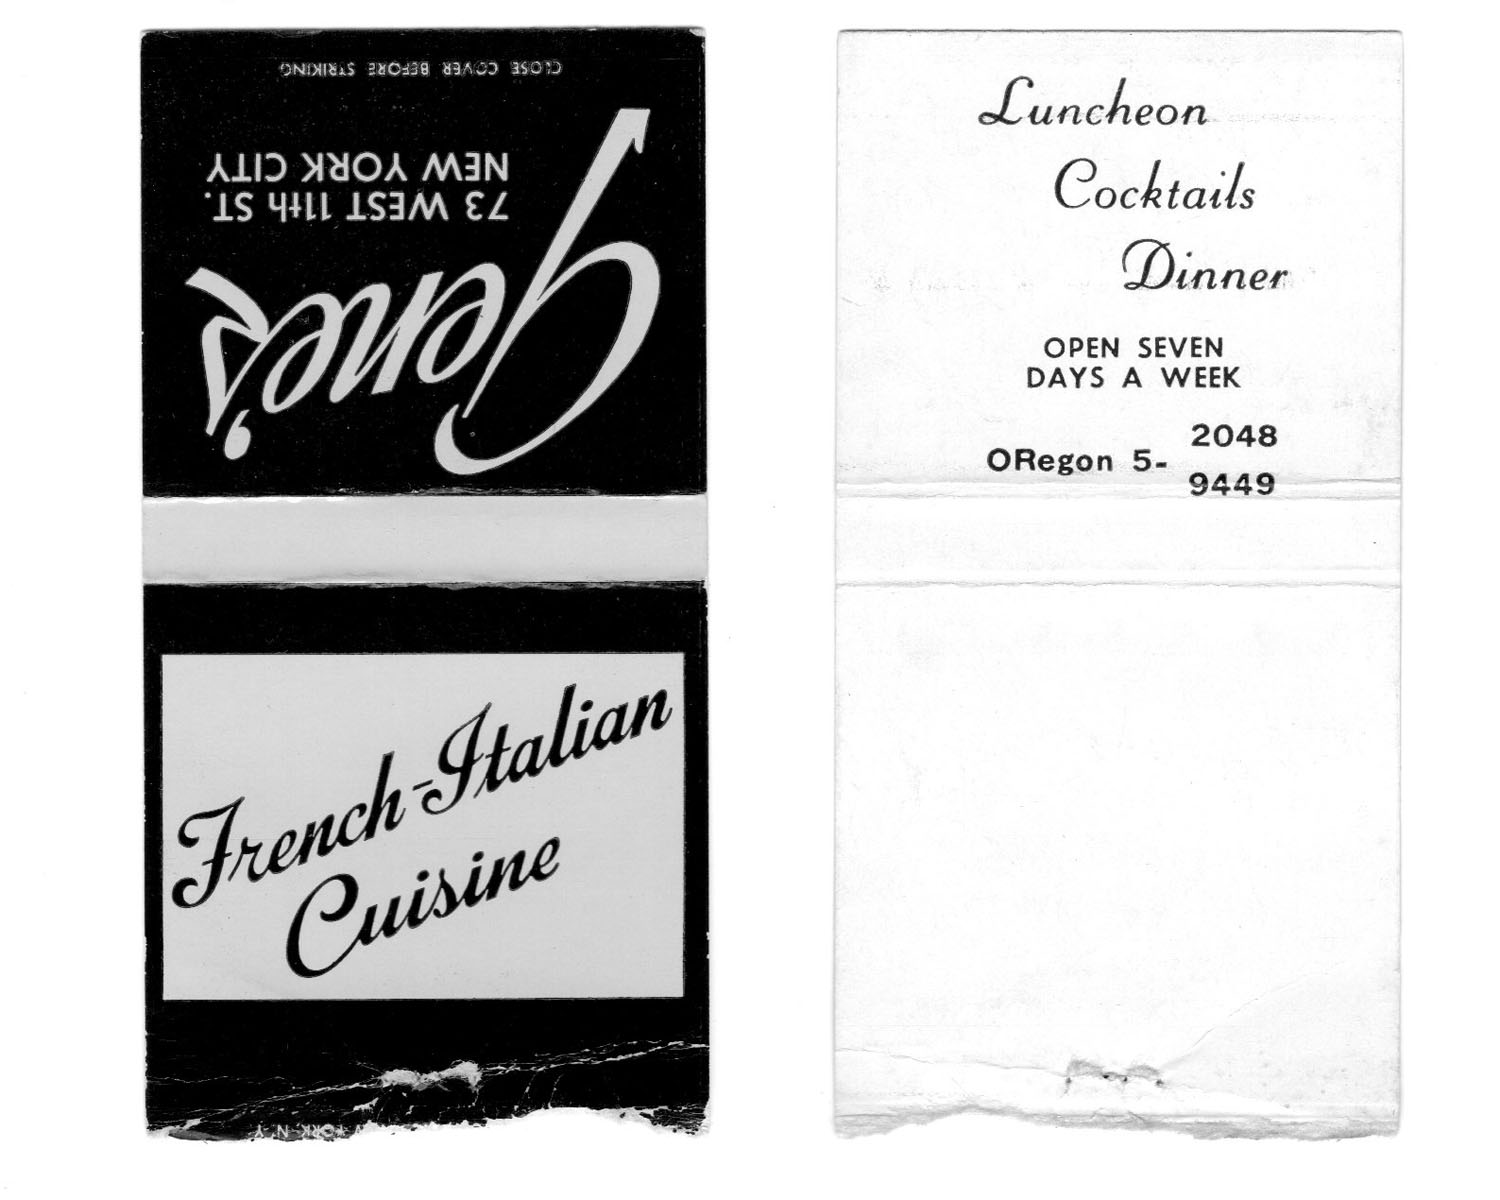 CLOSE COVER BEFORE STRIKING
Gene's
73 WEST 11th ST.
NEW YORK CITY
French-Italian
Cuisine
Luncheon
Cocktails
Dinner
OPEN SEVEN
DAYS A WEEK
ORegon 5-
2048
9449